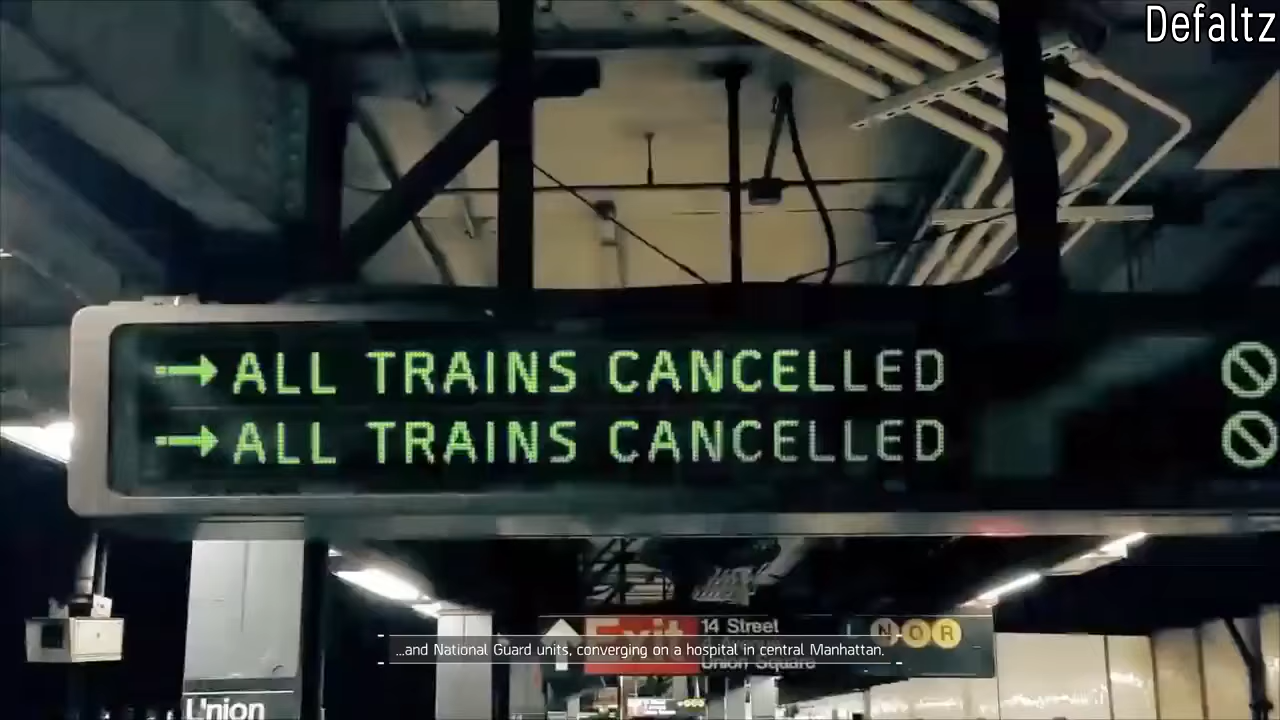 Defaltz
→ALL TRAINS CANCELLED
→ALL TRAINS CANCELLED
Exit
14 Street
Union Square
N Q R
...and National Guard units, converging on a hospital in central Manhattan.
Union